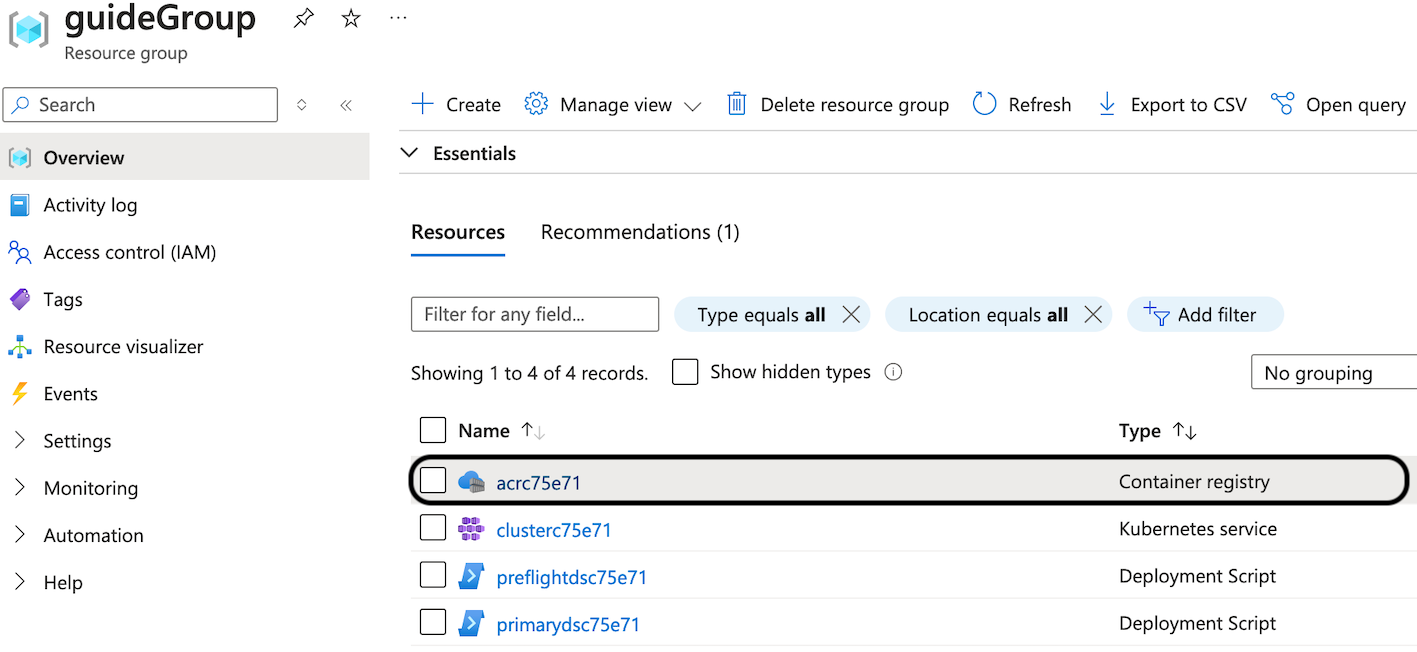 guideGroup
...
Resource group
Search
Overview
Activity log
Access control (IAM)
Tags
Resource visualizer
Events
Settings
Monitoring
Automation
Help
Create Manage view Delete resource group Refresh Export to CSV Open query
Essentials
Resources Recommendations (1)
Filter for any field... Type equals all Location equals all Add filter
Showing 1 to 4 of 4 records. Show hidden types No grouping
Name Type
acrc75e71 Container registry
clusterc75e71 Kubernetes service
preflightdsc75e71 Deployment Script
primarydsc75e71 Deployment Script